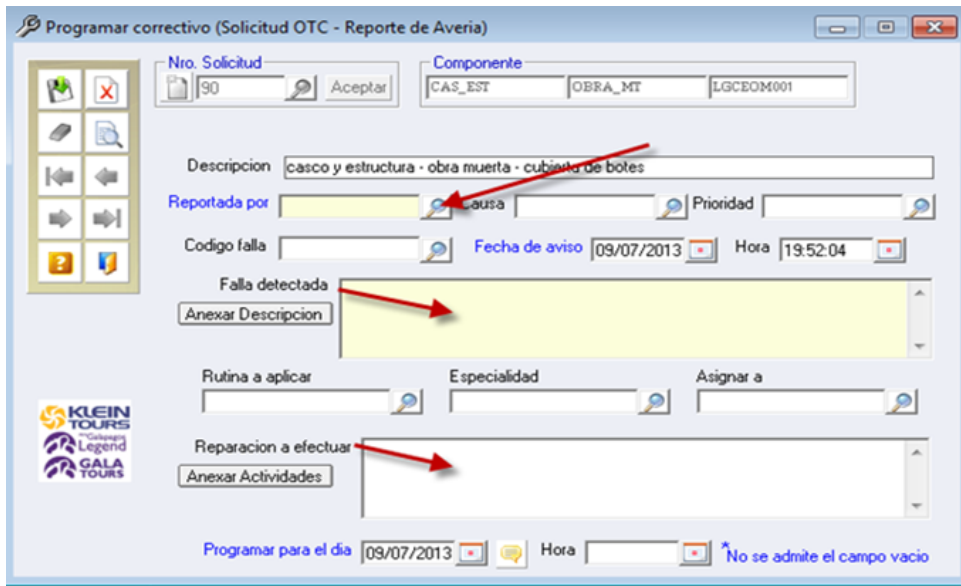 Programar correctivo (Solicitud OTC - Reporte de Averia)
Nro. Solicitud
Componente
90
Aceptar
CAS_EST
OBRA_MT
LGCEOM001
Descripcion
casco y estructura - obra muerta - cubierta de botes
Reportada por
Causa
Prioridad
Codigo falla
Fecha de aviso
09/07/2013
Hora
19:52:04
Falla detectada
Anexar Descripcion
Rutina a aplicar
Especialidad
Asignar a
KLEIN
TOURS
Galapagos
Legend
GALA
TOURS
Reparacion a efectuar
Anexar Actividades
Programar para el dia
09/07/2013
Hora
*No se admite el campo vacio